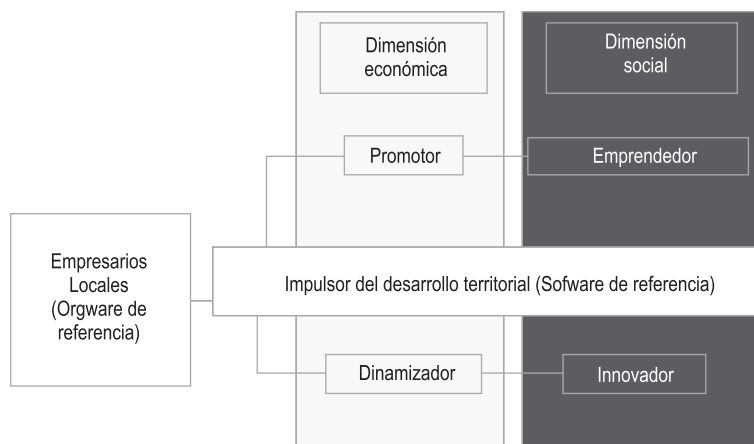 Dimensión
económica
Dimensión
social
Promotor
Emprendedor
Empresarios
Locales
(Orgware de
referencia)
Impulsor del desarrollo territorial (Sofware de referencia)
Dinamizador
Innovador